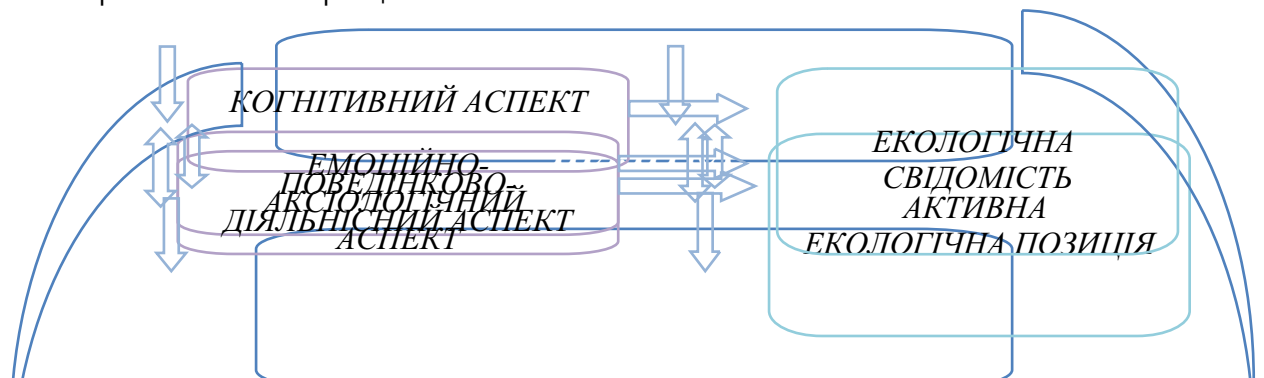 КОГНІТИВНИЙ АСПЕКТ
ЕМОЦІЙНО-
АКСІОЛОГІЧНИЙ
АСПЕКТ
ПОВЕДІНКОВО-
ДІЯЛЬНІСНИЙ АСПЕКТ
ЕКОЛОГІЧНА
СВІДОМІСТЬ
АКТИВНА
ЕКОЛОГІЧНА ПОЗИЦІЯ